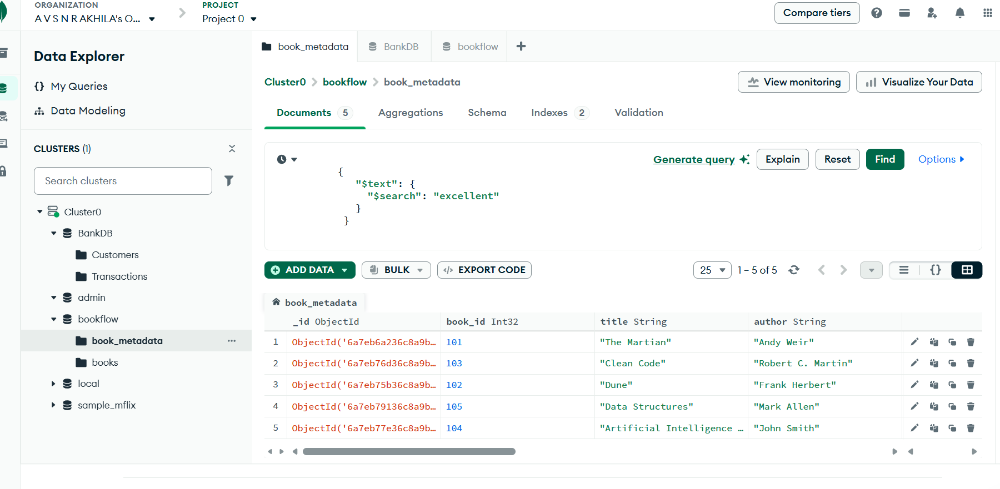 ORGANIZATION
A V S N R AKHILA's O...
PROJECT
Project 0
Compare tiers
Data Explorer
My Queries
Data Modeling
CLUSTERS (1)
Search clusters
Cluster0
BankDB
Customers
Transactions
admin
bookflow
book_metadata
books
local
sample_mflix
book_metadata
BankDB
bookflow
Cluster0 > bookflow > book_metadata
View monitoring
Visualize Your Data
Documents 5 Aggregations Schema Indexes 2 Validation
Generate query Explain Reset Find Options
{
"$text": {
"$search": "excellent"
}
}
ADD DATA BULK EXPORT CODE
25 1 – 5 of 5
book_metadata
_id ObjectId book_id Int32 title String author String
1 ObjectId('6a7eb6a236c8a9b… 101 "The Martian" "Andy Weir"
2 ObjectId('6a7eb76d36c8a9b… 103 "Clean Code" "Robert C. Martin"
3 ObjectId('6a7eb75b36c8a9b… 102 "Dune" "Frank Herbert"
4 ObjectId('6a7eb79136c8a9b… 105 "Data Structures" "Mark Allen"
5 ObjectId('6a7eb77e36c8a9b… 104 "Artificial Intelligence … "John Smith"